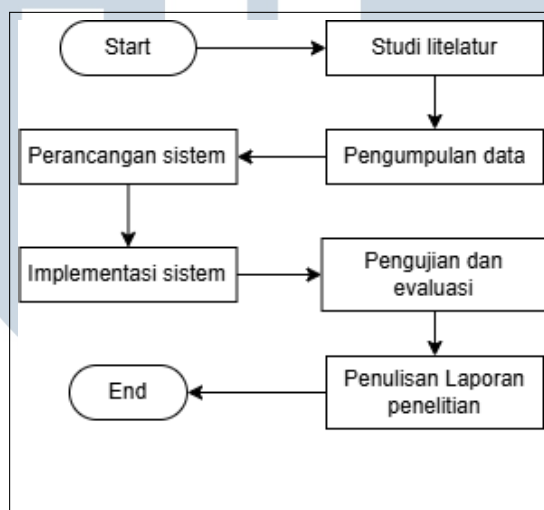 Start
Studi litelatur
Pengumpulan data
Perancangan sistem
Implementasi sistem
Pengujian dan
evaluasi
Penulisan Laporan
penelitian
End